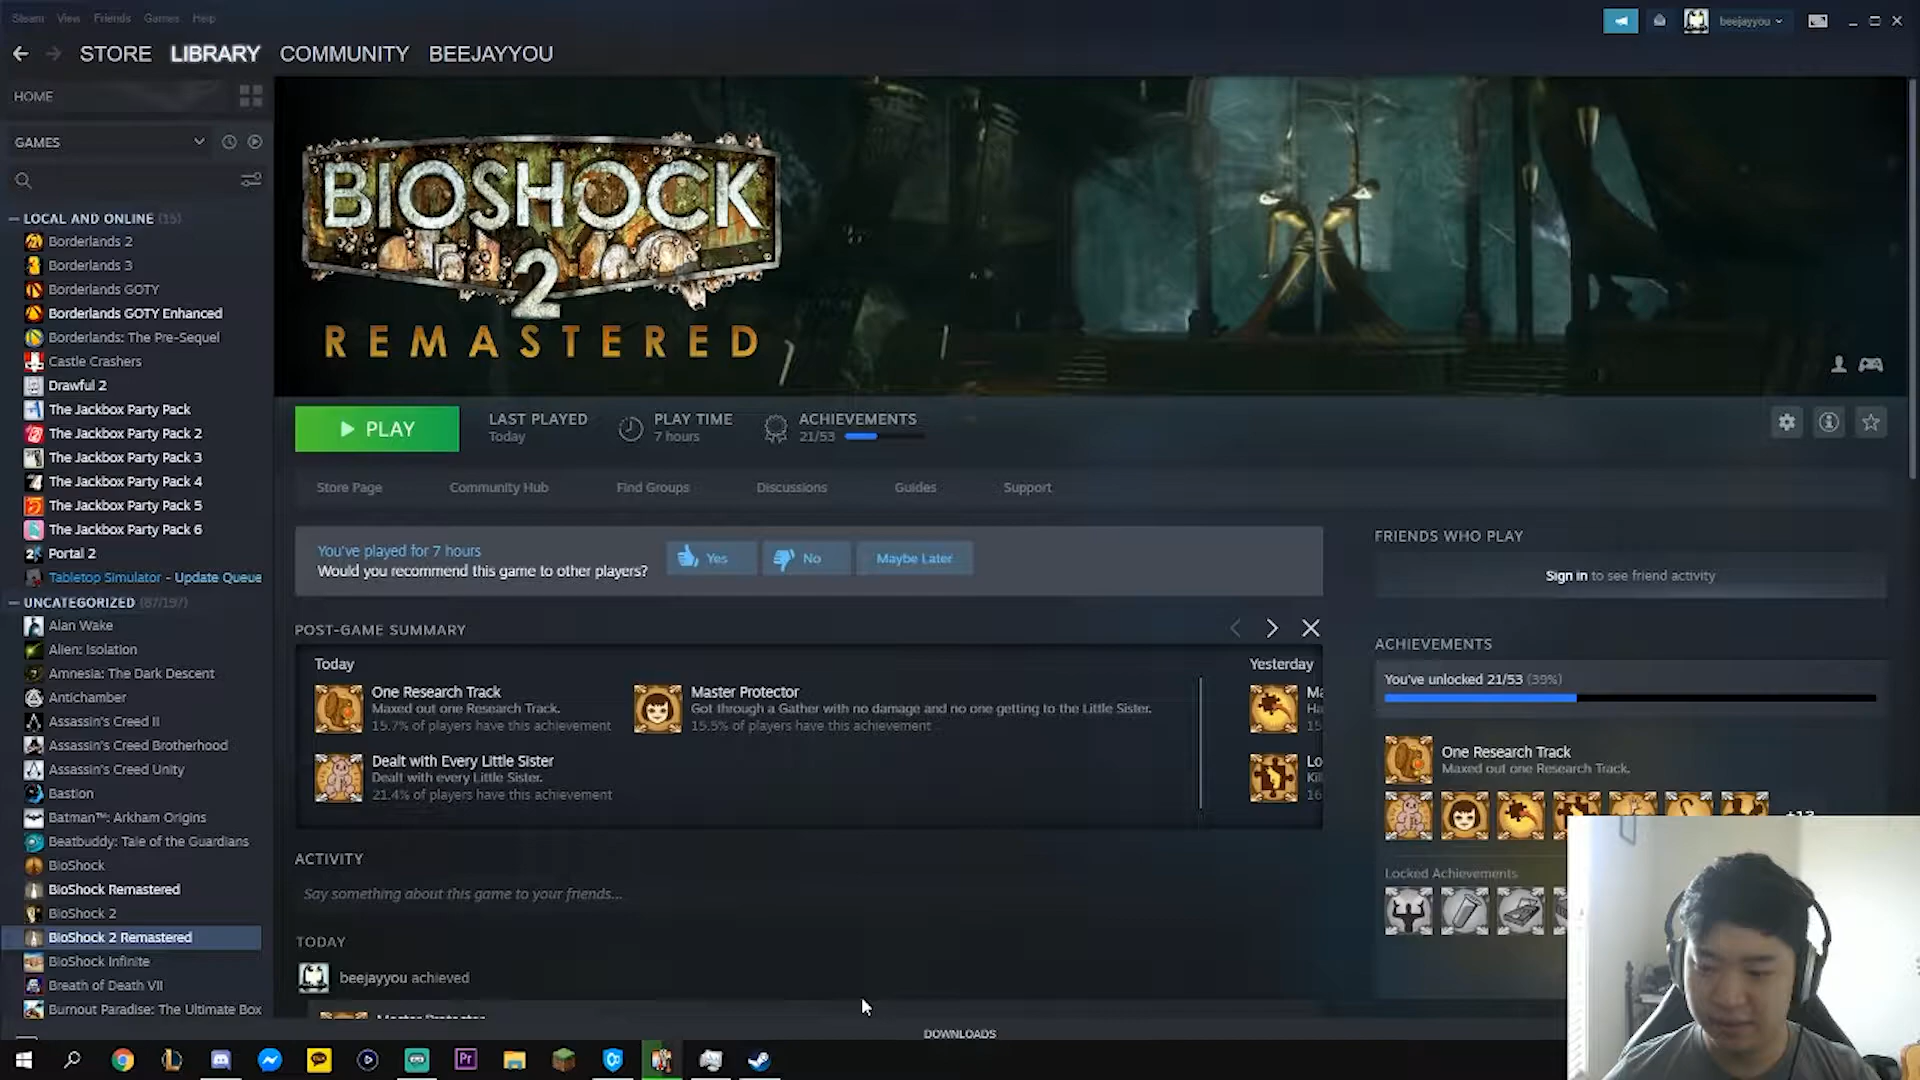 Steam View Friends Games Help
beejayyou
STORE LIBRARY COMMUNITY BEEJAYYOU
HOME
GAMES
LOCAL AND ONLINE (15)
Borderlands 2
Borderlands 3
Borderlands GOTY
Borderlands GOTY Enhanced
Borderlands: The Pre-Sequel
Castle Crashers
Drawful 2
The Jackbox Party Pack
The Jackbox Party Pack 2
The Jackbox Party Pack 3
The Jackbox Party Pack 4
The Jackbox Party Pack 5
The Jackbox Party Pack 6
Portal 2
Tabletop Simulator - Update Queue
UNCATEGORIZED (87/197)
Alan Wake
Alien: Isolation
Amnesia: The Dark Descent
Antichamber
Assassin's Creed II
Assassin's Creed Brotherhood
Assassin's Creed Unity
Bastion
Batman™: Arkham Origins
Beatbuddy: Tale of the Guardians
BioShock
BioShock Remastered
BioShock 2
BioShock 2 Remastered
BioShock Infinite
Breath of Death VII
Burnout Paradise: The Ultimate Box
BIOSHOCK
2
REMASTERED
PLAY
LAST PLAYED
Today
PLAY TIME
7 hours
ACHIEVEMENTS
21/53
Store Page Community Hub Find Groups Discussions Guides Support
You've played for 7 hours
Would you recommend this game to other players?
Yes No Maybe Later
POST-GAME SUMMARY
Today
One Research Track
Maxed out one Research Track.
15.7% of players have this achievement
Master Protector
Got through a Gather with no damage and no one getting to the Little Sister.
15.5% of players have this achievement
Dealt with Every Little Sister
Dealt with every Little Sister.
21.4% of players have this achievement
Yesterday
Ma
Ha
15
Lo
Kil
16
ACTIVITY
Say something about this game to your friends...
TODAY
beejayyou achieved
Master Protector
FRIENDS WHO PLAY
Sign in to see friend activity
ACHIEVEMENTS
You've unlocked 21/53 (39%)
One Research Track
Maxed out one Research Track.
Locked Achievements
DOWNLOADS
Pr